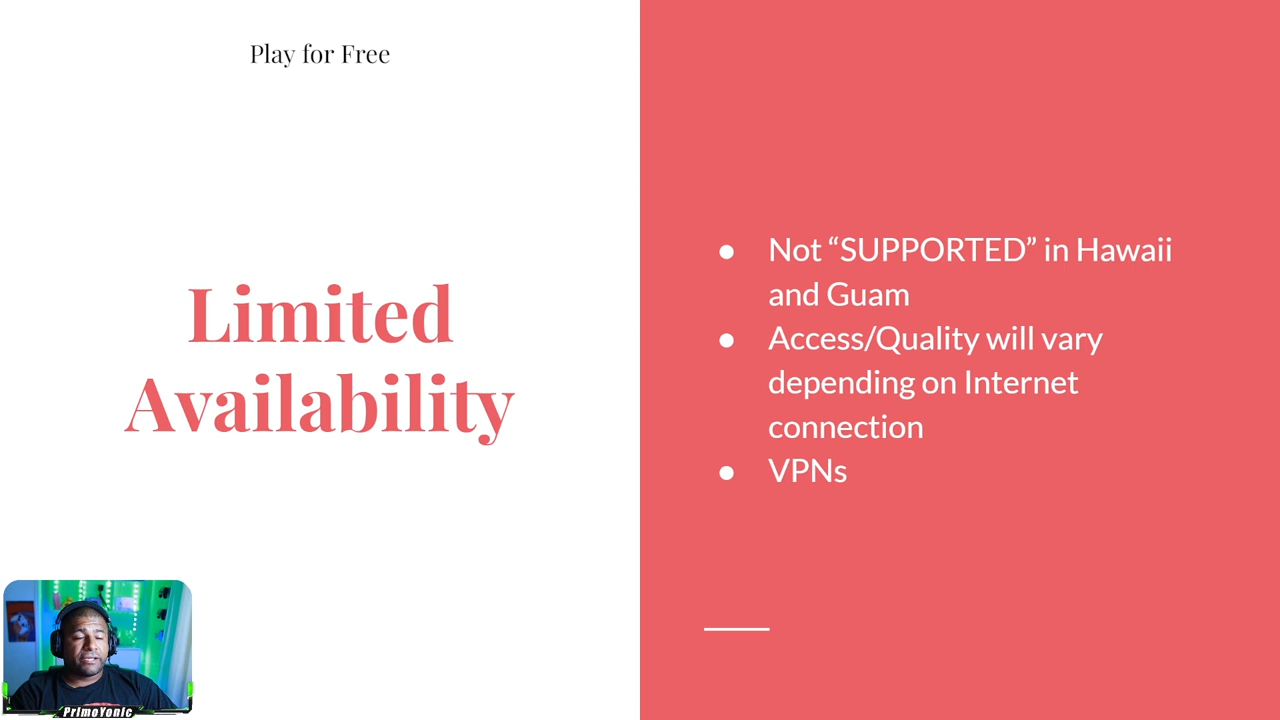 Play for Free
Limited
Availability
● Not “SUPPORTED” in Hawaii
and Guam
● Access/Quality will vary
depending on Internet
connection
● VPNs
PrimoYonic